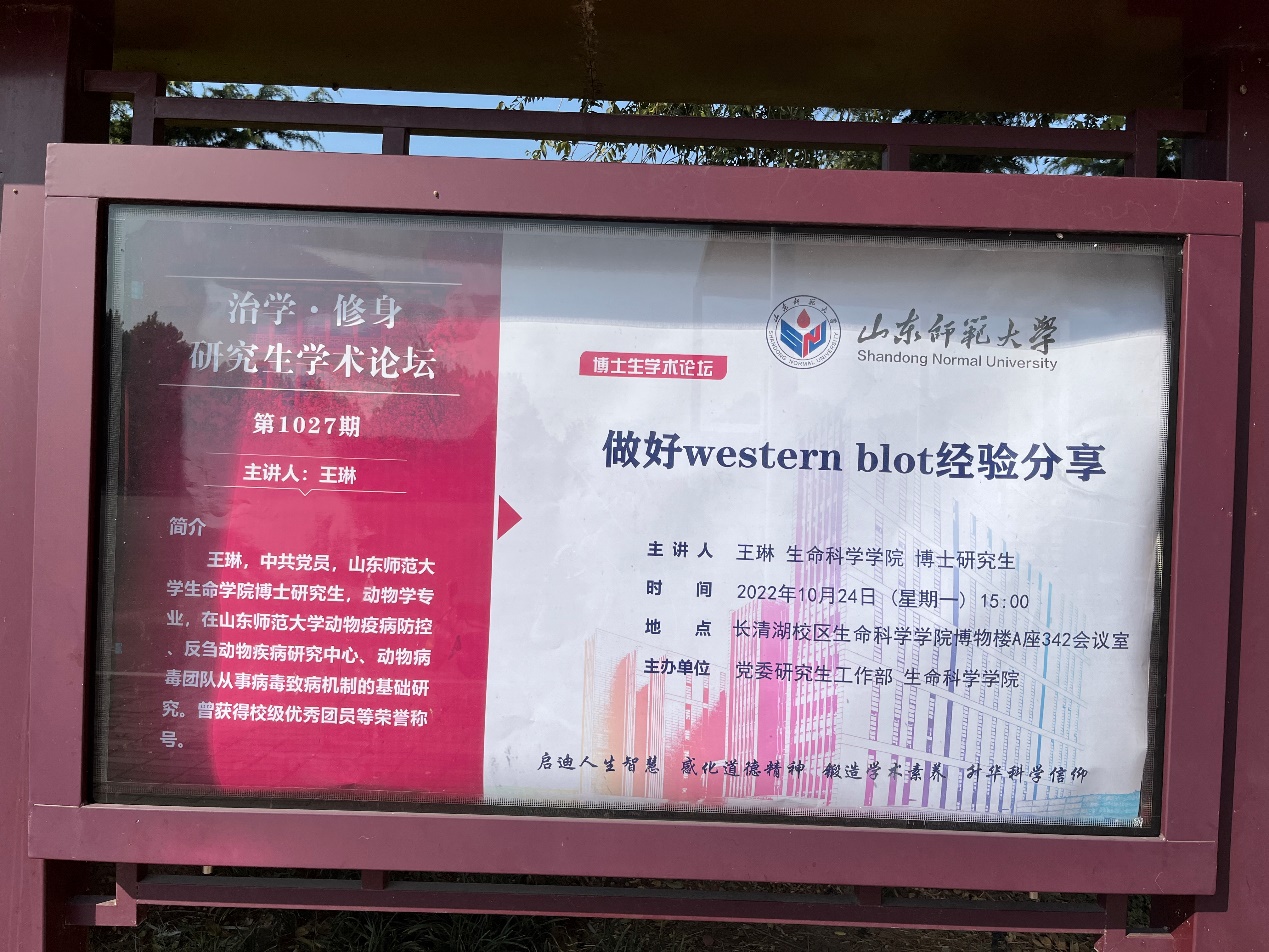 治学·修身
研究生学术论坛
第1027期
主讲人：王琳
简介
王琳，中共党员，山东师范大
学生命学院博士研究生，动物学专
业，在山东师范大学动物疫病防控
、反刍动物疾病研究中心、动物病
毒团队从事病毒致病机制的基础研
究。曾获得校级优秀团员等荣誉称
号。
山东师范大学
SHANDONG NORMAL UNIVERSITY
山东师范大学
Shandong Normal University
博士生学术论坛
做好western blot经验分享
主讲人 王琳 生命科学学院 博士研究生
时间 2022年10月24日（星期一）15:00
地点 长清湖校区生命科学学院博物楼A座342会议室
主办单位 党委研究生工作部 生命科学学院
启迪人生智慧 感化道德精神 锻造学术素养 升华科学信仰